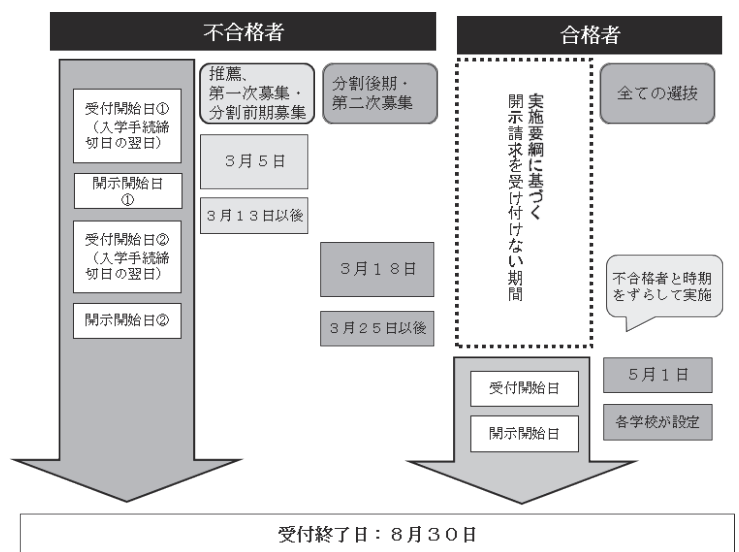 不合格者
合格者
推薦、
第一次募集・
分割前期募集
分割後期・
第二次募集
受付開始日①
（入学手続締
切日の翌日）
3月5日
開示開始日
①
3月13日以後
受付開始日②
（入学手続締
切日の翌日）
3月18日
開示開始日②
3月25日以後
実施要綱に基づく
開示請求を受け付けない期間
全ての選抜
不合格者と時期
をずらして実施
受付開始日
5月1日
開示開始日
各学校が設定
受付終了日：8月30日